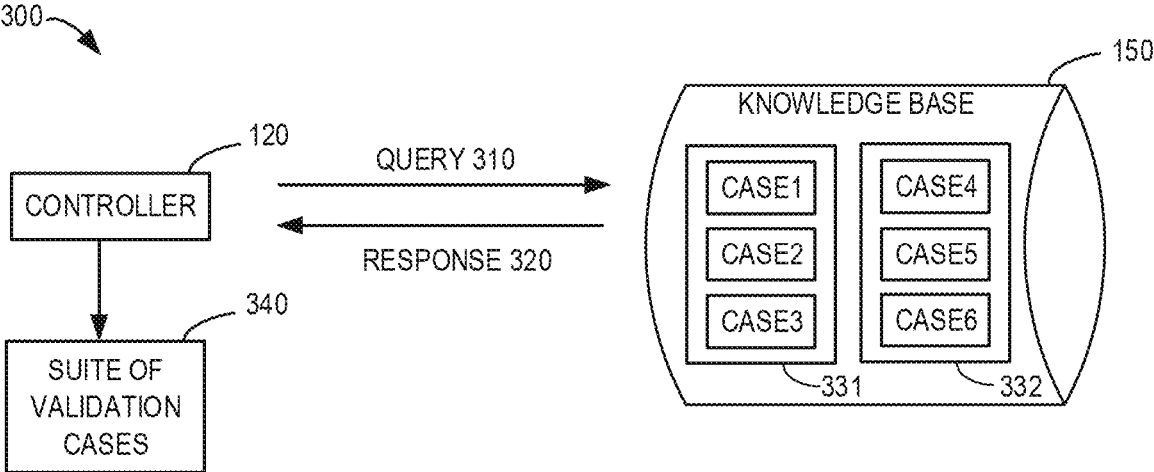 300
150
KNOWLEDGE BASE
120
QUERY 310
CONTROLLER
CASE1
CASE4
RESPONSE 320
CASE2
CASE5
340
CASE3
CASE6
SUITE OF
VALIDATION
CASES
331
332